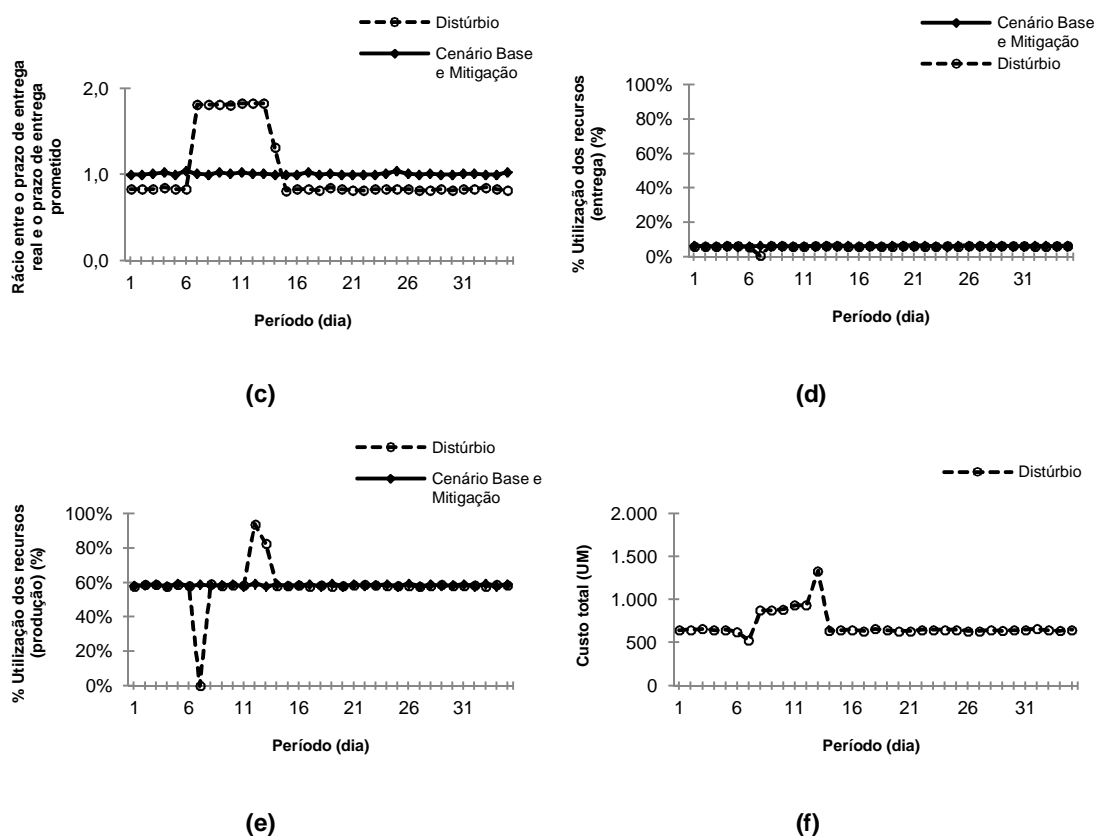 Distúrbio
Cenário Base
e Mitigação
Rácio entre o prazo de entrega
real e o prazo de entrega
prometido
2,0
1,0
0,0
1 6 11 16 21 26 31
Período (dia)
(c)
Cenário Base
e Mitigação
Distúrbio
% Utilização dos recursos
(entrega) (%)
100%
80%
60%
40%
20%
0%
1 6 11 16 21 26 31
Período (dia)
(d)
Distúrbio
Cenário Base e
Mitigação
% Utilização dos recursos
(produção) (%)
100%
80%
60%
40%
20%
0%
1 6 11 16 21 26 31
Período (dia)
(e)
Distúrbio
Custo total (UM)
2.000
1.500
1.000
500
0
1 6 11 16 21 26 31
Período (dia)
(f)